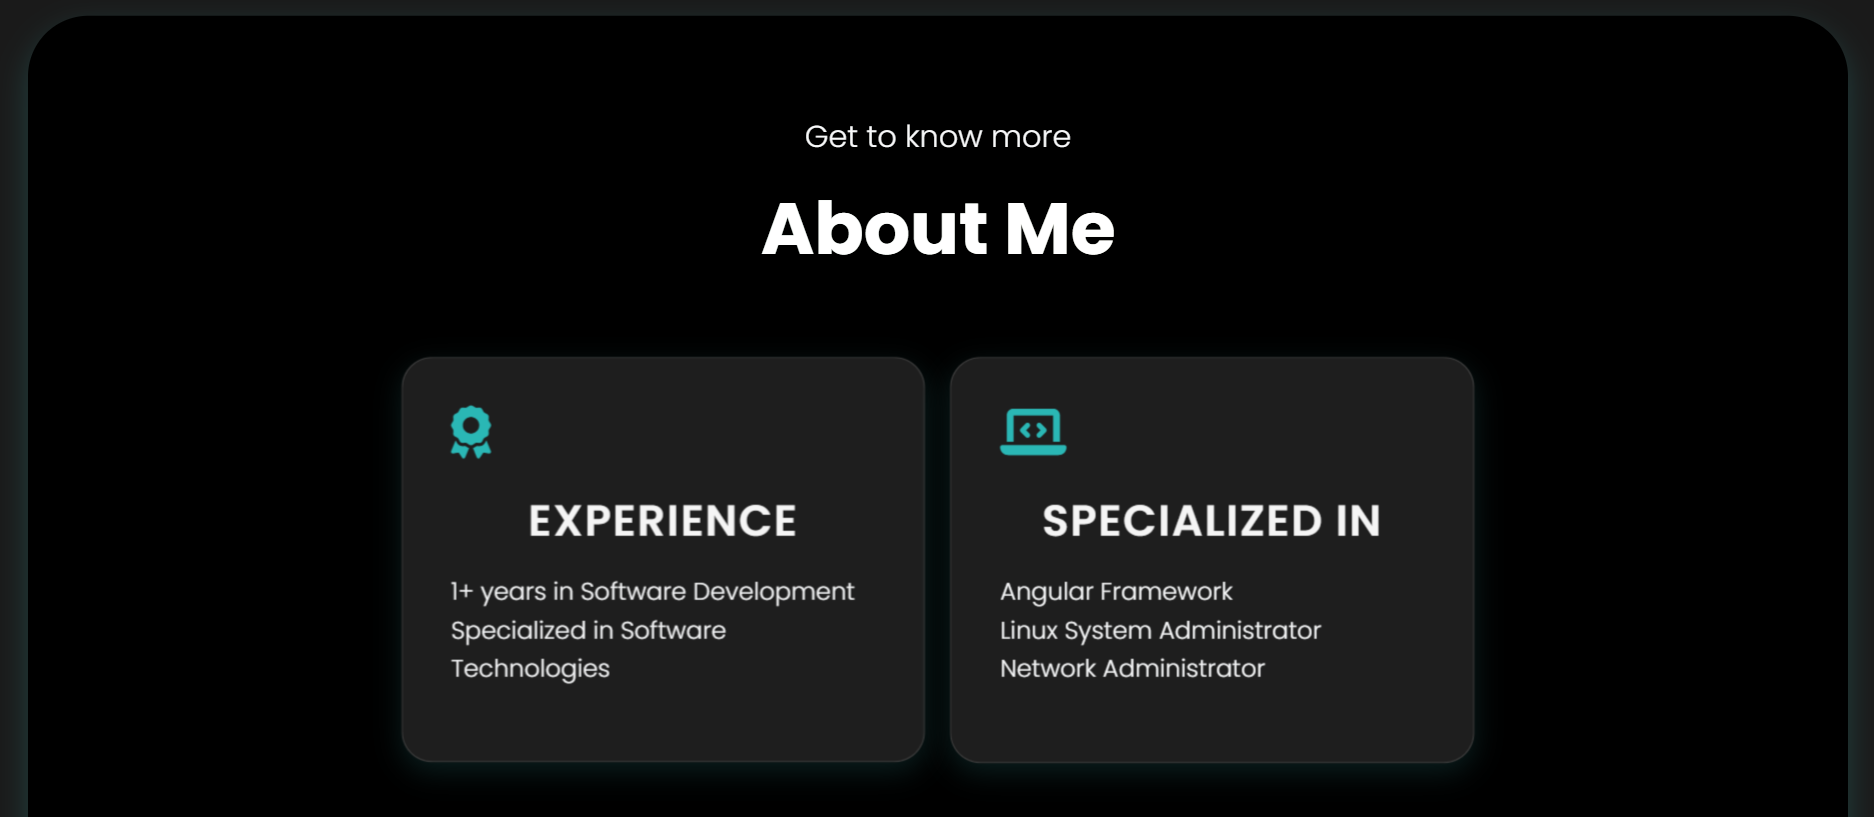 Get to know more
About Me
EXPERIENCE
1+ years in Software Development
Specialized in Software
Technologies
SPECIALIZED IN
Angular Framework
Linux System Administrator
Network Administrator